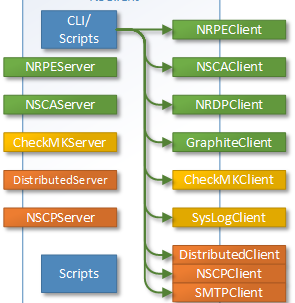 CLI/
Scripts
NRPEServer
NSCAServer
CheckMKServer
DistributedServer
NSCPServer
Scripts
NRPEClient
NSCAClient
NRDPClient
GraphiteClient
CheckMKClient
SysLogClient
DistributedClient
NSCPClient
SMTPClient